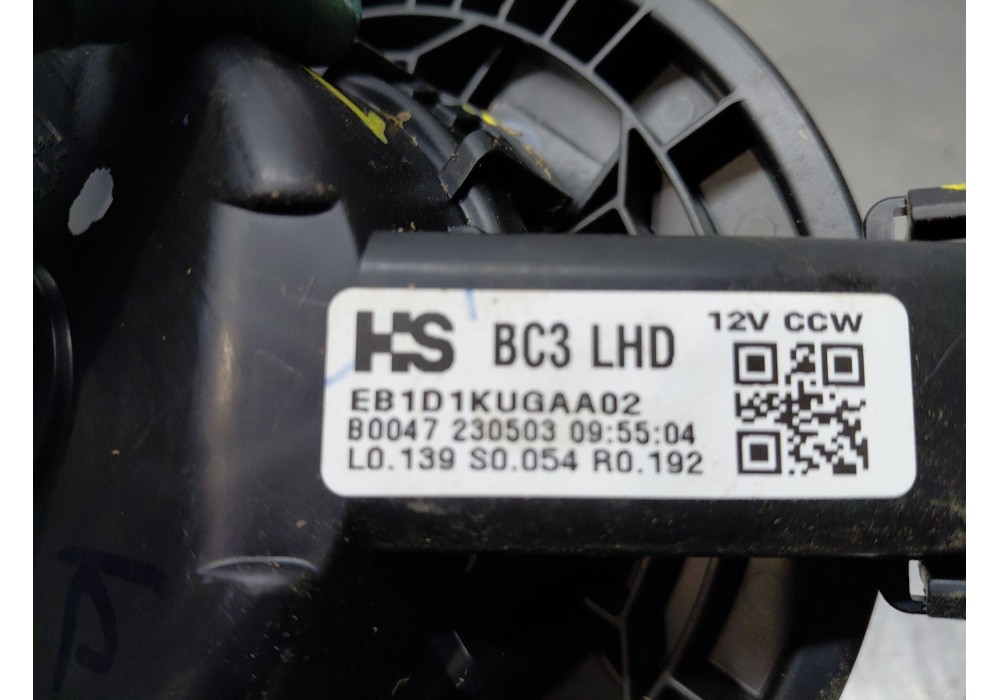 HS BC3 LHD 12V CCW
EB1D1KUGAA02
B0047 230503 09:55:04
L0.139 S0.054 R0.192